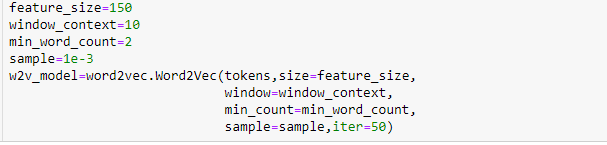 feature_size=150
window_context=10
min_word_count=2
sample=1e-3
w2v_model=word2vec.Word2Vec(tokens,size=feature_size,
window=window_context,
min_count=min_word_count,
sample=sample,iter=50)